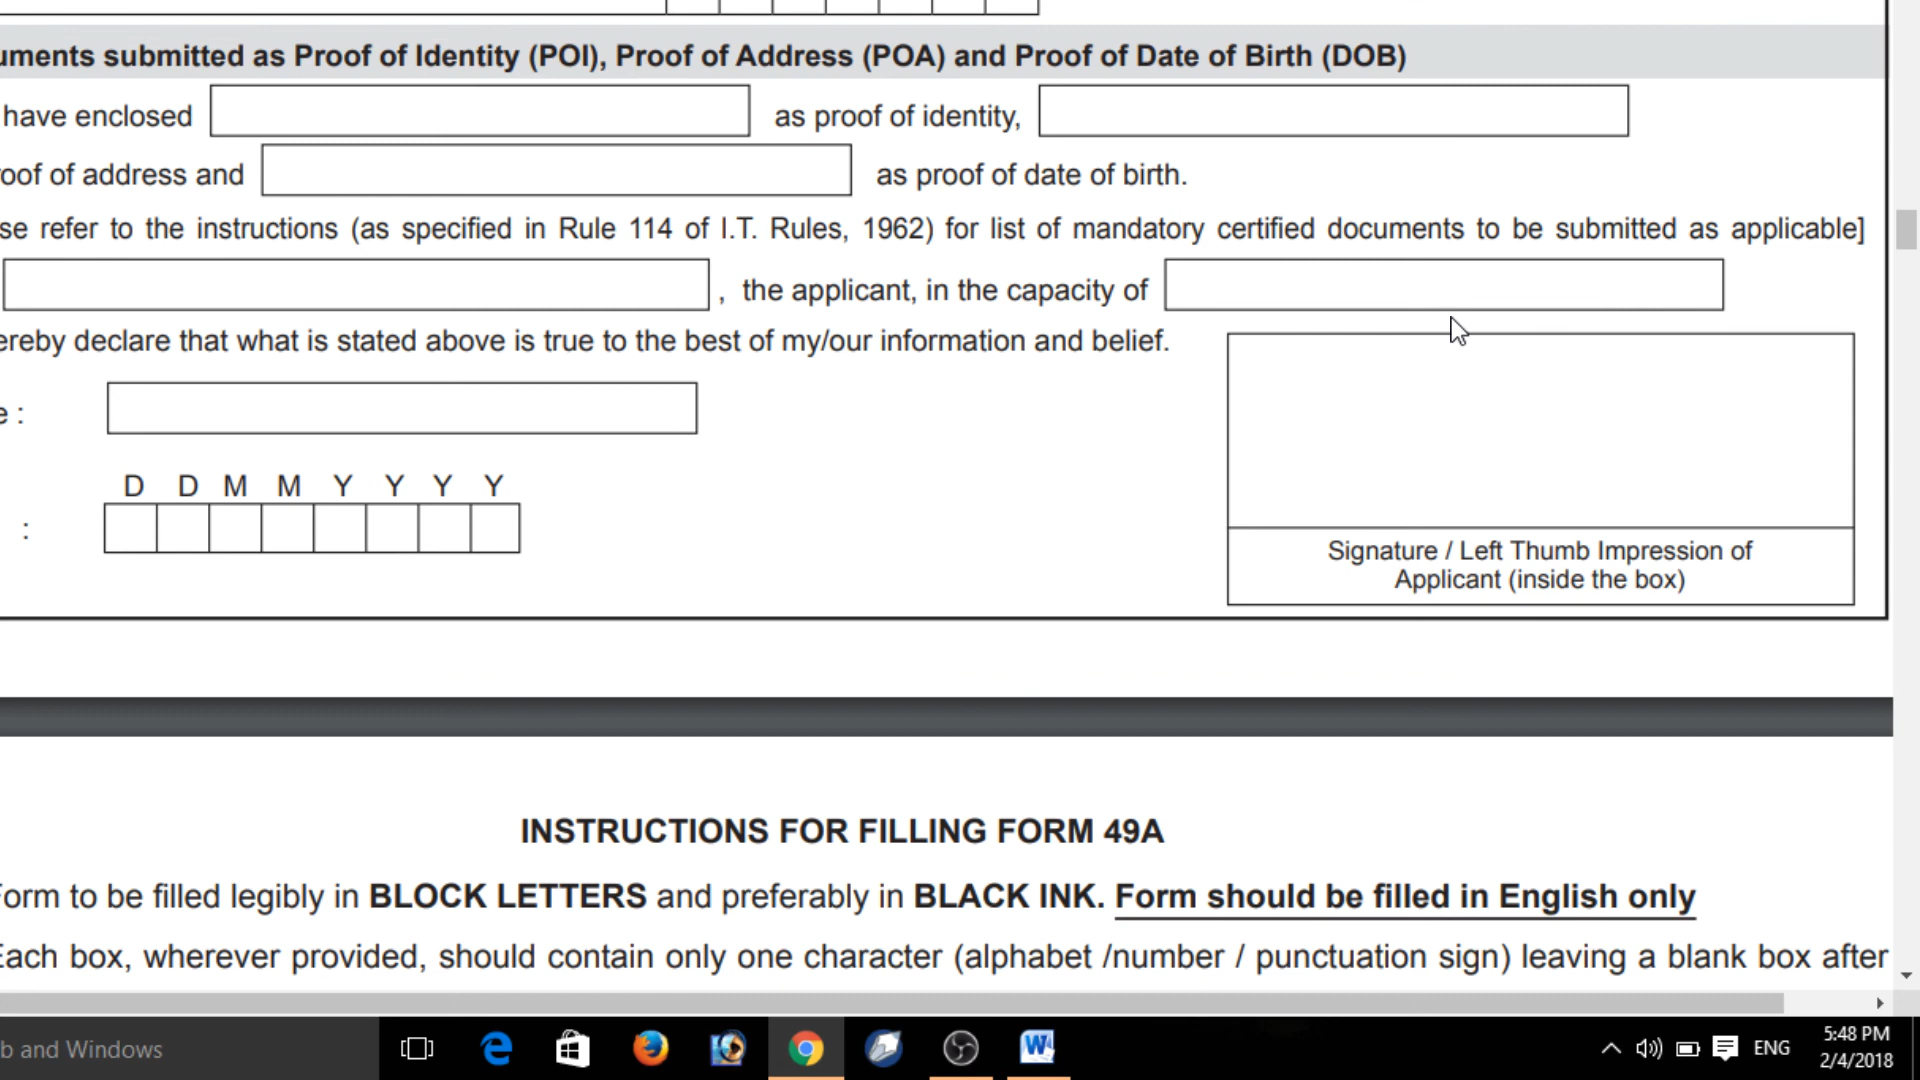 uments submitted as Proof of Identity (POI), Proof of Address (POA) and Proof of Date of Birth (DOB)
have enclosed as proof of identity,
oof of address and as proof of date of birth.
se refer to the instructions (as specified in Rule 114 of I.T. Rules, 1962) for list of mandatory certified documents to be submitted as applicable]
, the applicant, in the capacity of
ereby declare that what is stated above is true to the best of my/our information and belief.
e :
D D M M Y Y Y Y
:
Signature / Left Thumb Impression of
Applicant (inside the box)
INSTRUCTIONS FOR FILLING FORM 49A
Form to be filled legibly in BLOCK LETTERS and preferably in BLACK INK. Form should be filled in English only
Each box, wherever provided, should contain only one character (alphabet /number / punctuation sign) leaving a blank box after
b and Windows
ENG
5:48 PM
2/4/2018